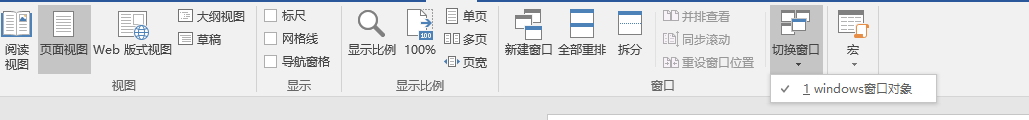 阅读
视图
页面视图
Web 版式视图
大纲视图
草稿
视图
标尺
网格线
导航窗格
显示
显示比例
100
100%
单页
多页
页宽
显示比例
新建窗口
全部重排
拆分
并排查看
同步滚动
重设窗口位置
窗口
切换窗口
宏
1 windows窗口对象